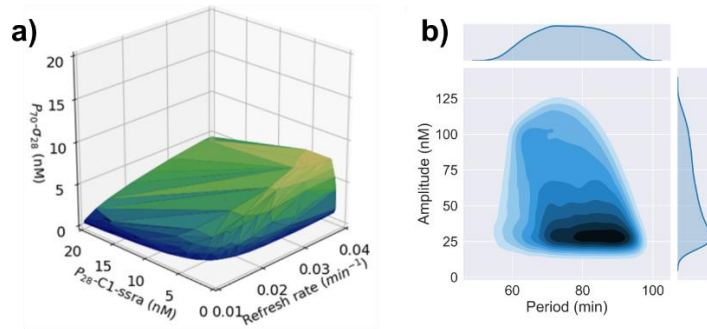 a)
20
15
10
5
0
P₇₀-σ₂₈ (nM)
20
15
10
5
0
P₂₈-C1-ssra (nM)
0.01
0.02
0.03
0.04
Refresh rate (min⁻¹)
b)
125
100
75
50
25
0
Amplitude (nM)
60 80 100
Period (min)